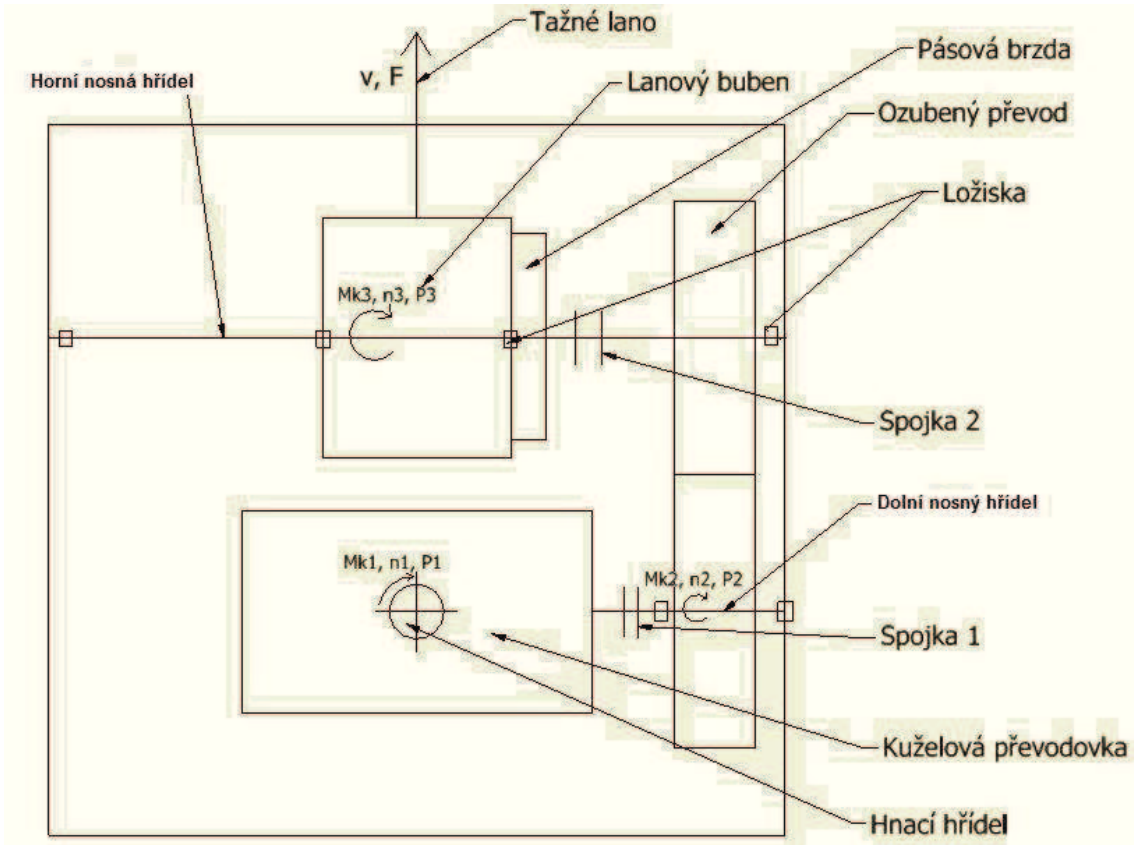 Tažné lano
Pásová brzda
Horní nosná hřídel
v, F
Lanový buben
Ozubený převod
Ložiska
Mk3, n3, P3
Spojka 2
Dolní nosný hřídel
Mk1, n1, P1
Mk2, n2, P2
Spojka 1
Kuželová převodovka
Hnací hřídel